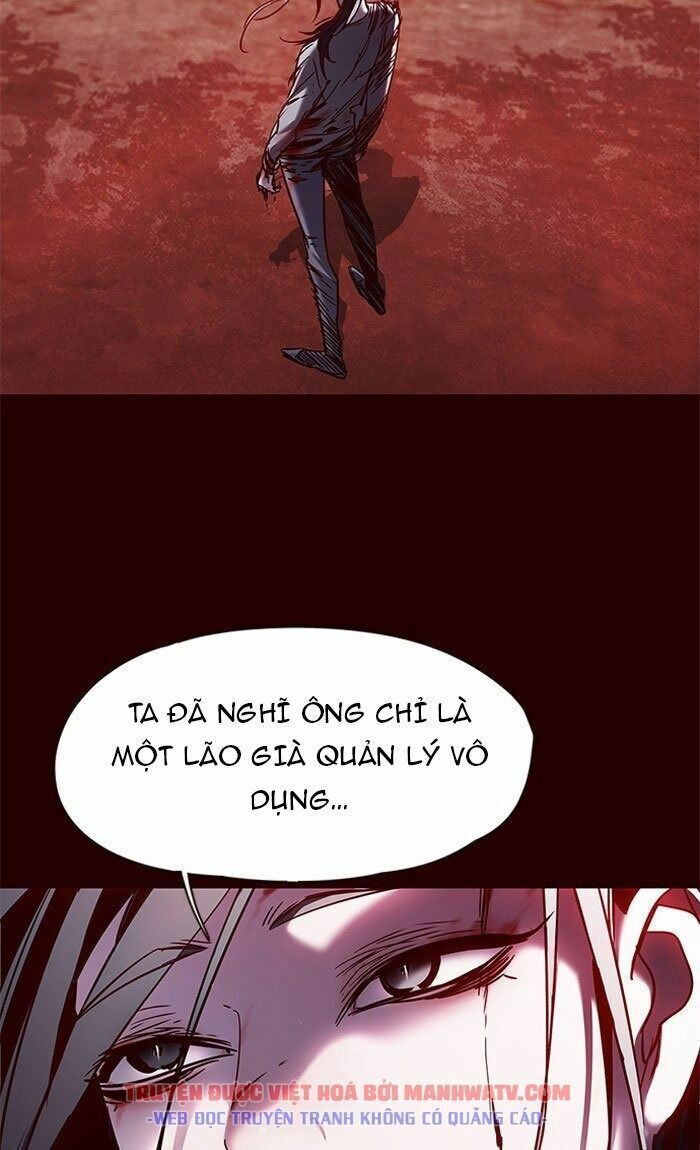 TA ĐÃ NGHĨ ÔNG CHỈ LÀ
MỘT LÃO GIÀ QUẢN LÝ VÔ
DỤNG...
TRUYỆN ĐƯỢC VIỆT HOÁ BỞI MANHWATV.COM
-WEB ĐỌC TRUYỆN TRANH KHÔNG CÓ QUẢNG CÁO-